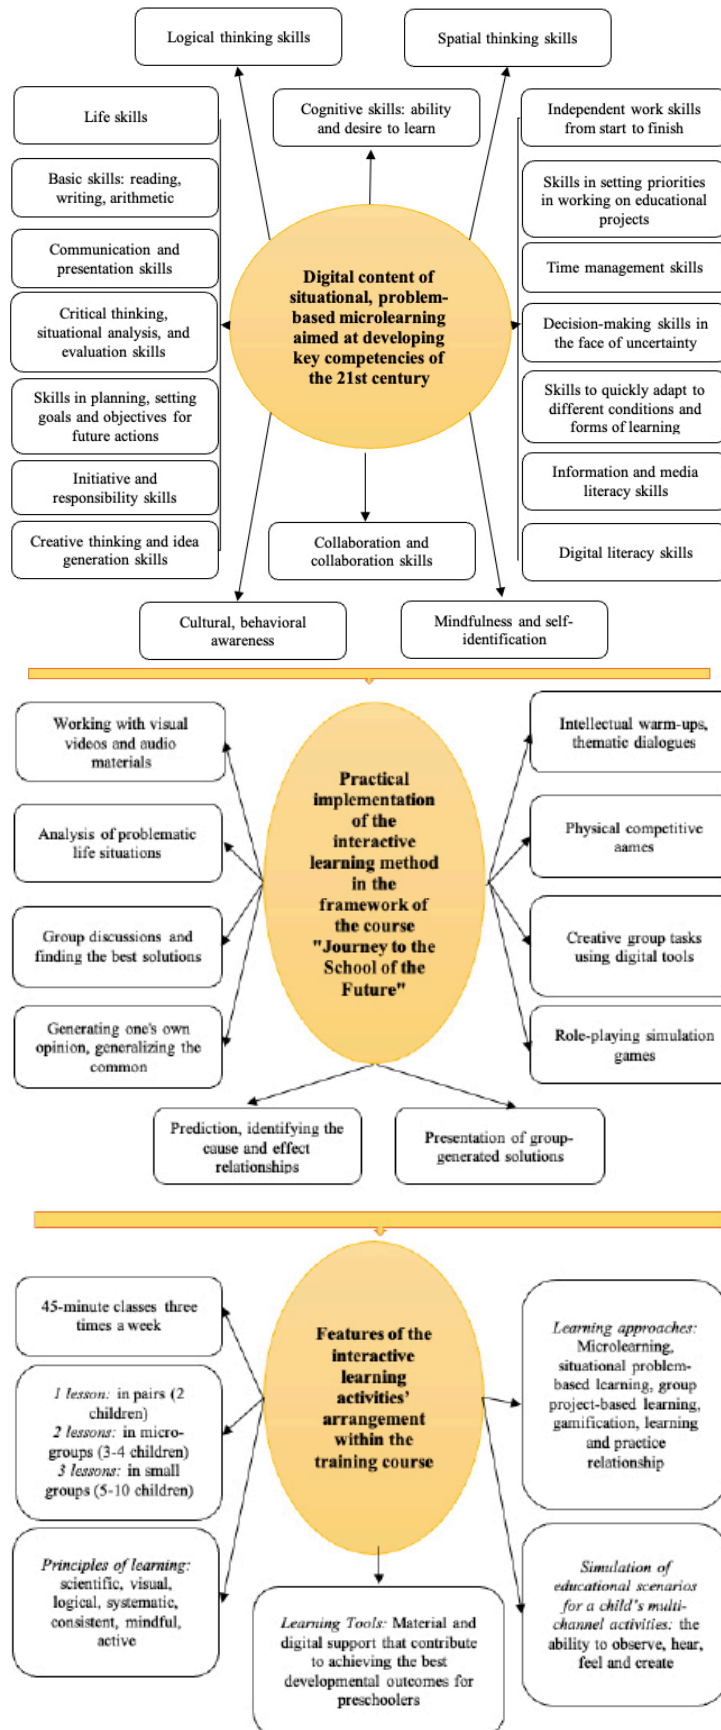 Logical thinking skills
Spatial thinking skills
Life skills
Cognitive skills: ability
and desire to learn
Independent work skills
from start to finish
Basic skills: reading,
writing, arithmetic
Skills in setting priorities
in working on educational
projects
Communication and
presentation skills
Time management skills
Digital content of
situational, problem-
based microlearning
aimed at developing
key competencies of
the 21st century
Critical thinking,
situational analysis, and
evaluation skills
Decision-making skills in
the face of uncertainty
Skills in planning, setting
goals and objectives for
future actions
Skills to quickly adapt to
different conditions and
forms of learning
Initiative and
responsibility skills
Information and media
literacy skills
Creative thinking and idea
generation skills
Collaboration and
collaboration skills
Digital literacy skills
Cultural, behavioral
awareness
Mindfulness and self-
identification
Working with visual
videos and audio
materials
Intellectual warm-ups,
thematic dialogues
Practical
implementation
of the
interactive
learning method
in the
framework of
the course
"Journey to the
School of the
Future"
Analysis of problematic
life situations
Physical competitive
aames
Group discussions and
finding the best solutions
Creative group tasks
using digital tools
Generating one's own
opinion, generalizing the
common
Role-playing simulation
games
Prediction, identifying the
cause and effect
relationships
Presentation of group-
generated solutions
45-minute classes three
times a week
Features of the
interactive
learning
activities'
arrangement
within the
training course
Learning approaches:
Microlearning,
situational problem-
based learning, group
project-based learning,
gamification, learning
and practice
relationship
1 lesson: in pairs (2
children)
2 lessons: in micro-
groups (3-4 children)
3 lessons: in small
groups (5-10 children)
Principles of learning:
scientific, visual,
logical, systematic,
consistent, mindful,
active
Learning Tools: Material and
digital support that contribute
to achieving the best
developmental outcomes for
preschoolers
Simulation of
educational scenarios
for a child's multi-
channel activities: the
ability to observe, hear,
feel and create